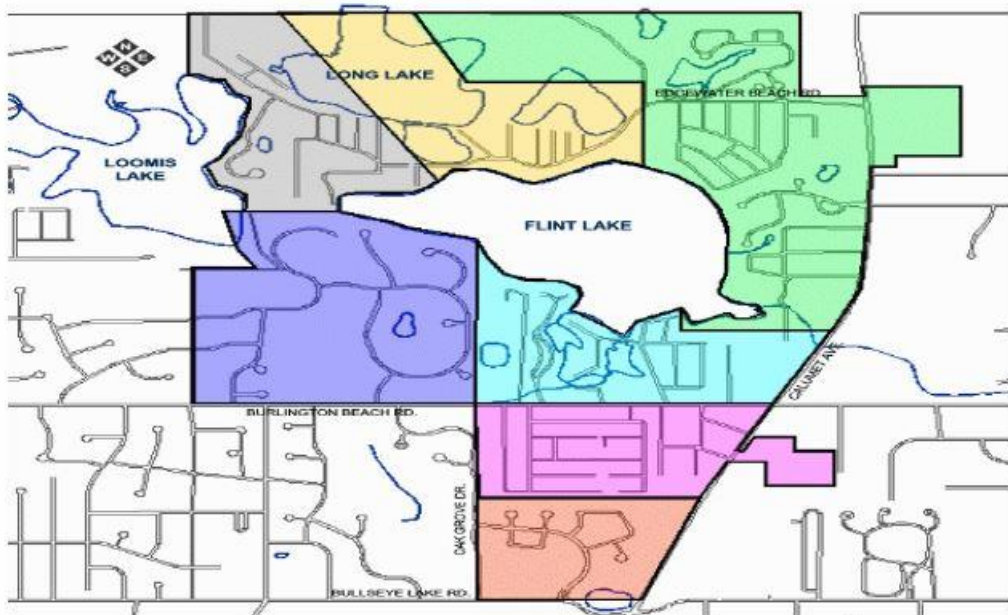 N
W E
S
LONG LAKE
EDGEWATER BEACH RD.
LOOMIS
LAKE
FLINT LAKE
CALUMET AVE
BURLINGTON BEACH RD.
OAK GROVE DR.
BULLSEYE LAKE RD.